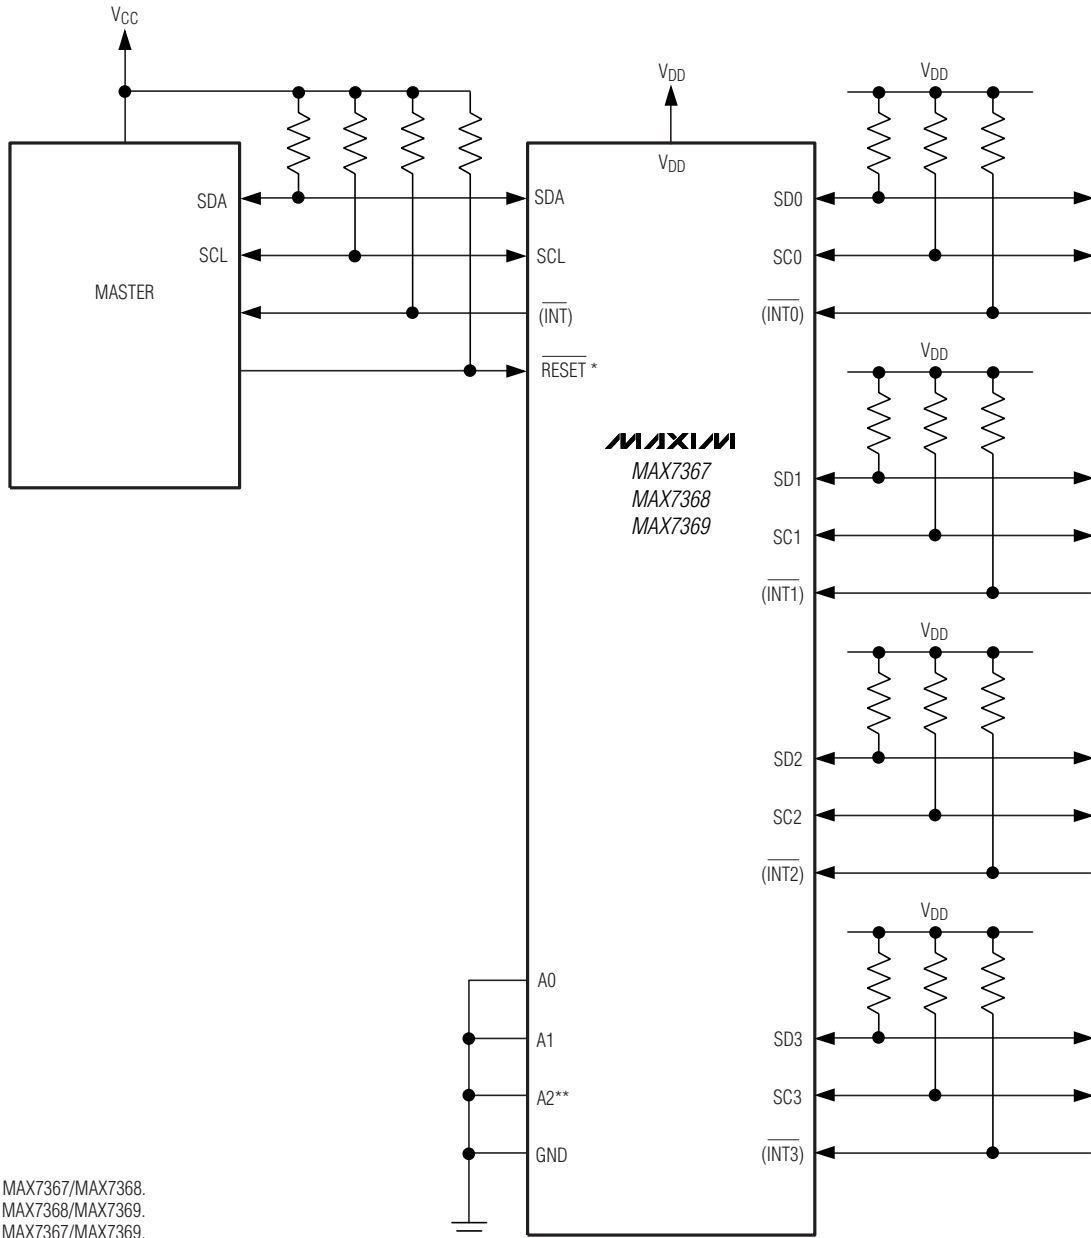 VCC
VDD
VDD
VDD
SDA
SDA
SD0
SCL
SCL
SC0
MASTER
(INT)
(INT0)
RESET *
VDD
MAXIM
MAX7367
MAX7368
MAX7369
SD1
SC1
(INT1)
VDD
SD2
SC2
(INT2)
VDD
A0
A1
SD3
A2**
SC3
GND
(INT3)
MAX7367/MAX7368.
MAX7368/MAX7369.
MAX7367/MAX7369.